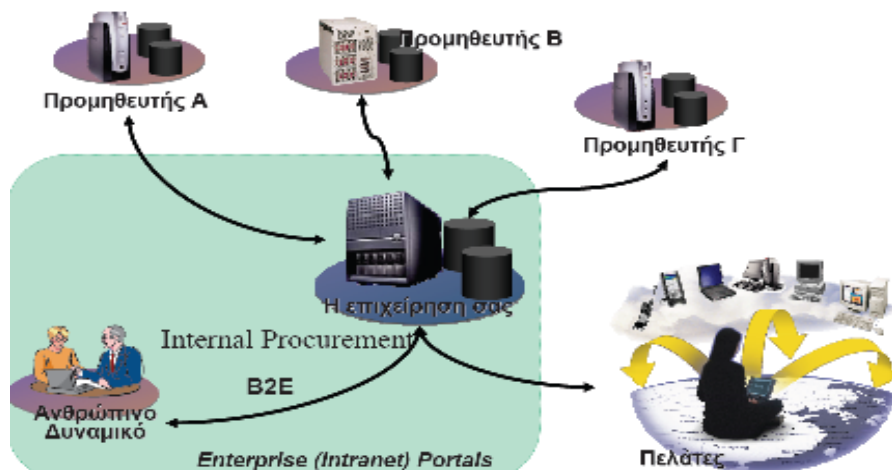 Προμηθευτής Β
Προμηθευτής Α
Προμηθευτής Γ
Η επιχείρηση σας
Internal Procurement
B2E
Ανθρώπινο
Δυναμικό
Enterprise (Intranet) Portals
Πελάτες